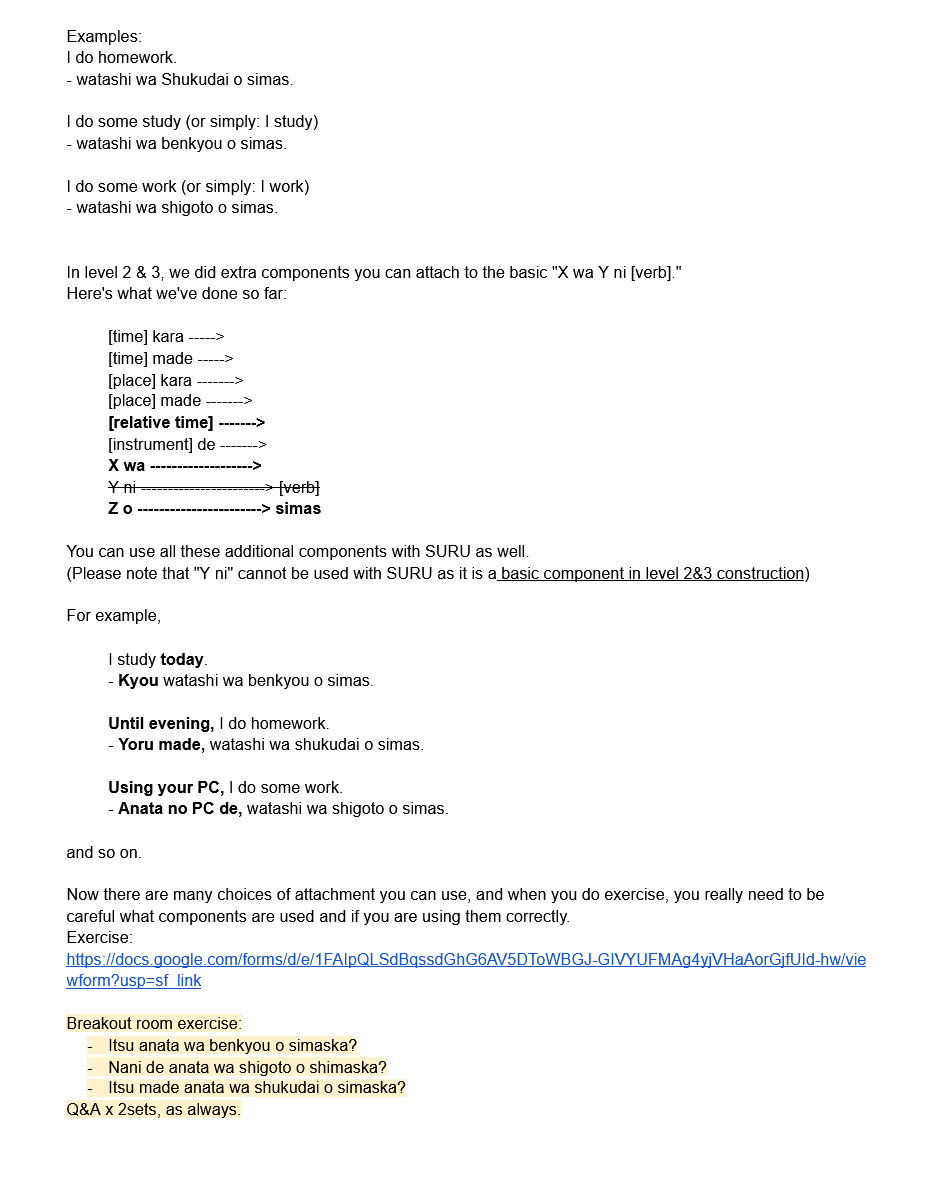 Examples:
I do homework.
- watashi wa Shukudai o simas.
I do some study (or simply: I study)
- watashi wa benkyou o simas.
I do some work (or simply: I work)
- watashi wa shigoto o simas.
In level 2 & 3, we did extra components you can attach to the basic "X wa Y ni [verb]."
Here's what we've done so far:
[time] kara ----->
[time] made ----->
[place] kara ------->
[place] made ------->
[relative time] ------->
[instrument] de ------->
X wa ------------------->
Y ni -----------------------> [verb]
Z o -----------------------> simas
You can use all these additional components with SURU as well.
(Please note that "Y ni" cannot be used with SURU as it is a basic component in level 2&3 construction)
For example,
I study today.
- Kyou watashi wa benkyou o simas.
Until evening, I do homework.
- Yoru made, watashi wa shukudai o simas.
Using your PC, I do some work.
- Anata no PC de, watashi wa shigoto o simas.
and so on.
Now there are many choices of attachment you can use, and when you do exercise, you really need to be
careful what components are used and if you are using them correctly.
Exercise:
https://docs.google.com/forms/d/e/1FAIpQLSdBqssdGhG6AV5DToWBGJ-GIVYUFMAg4yjVHaAorGjfUld-hw/vie
wform?usp=sf_link
Breakout room exercise:
- Itsu anata wa benkyou o simaska?
- Nani de anata wa shigoto o shimaska?
- Itsu made anata wa shukudai o simaska?
Q&A x 2sets, as always.